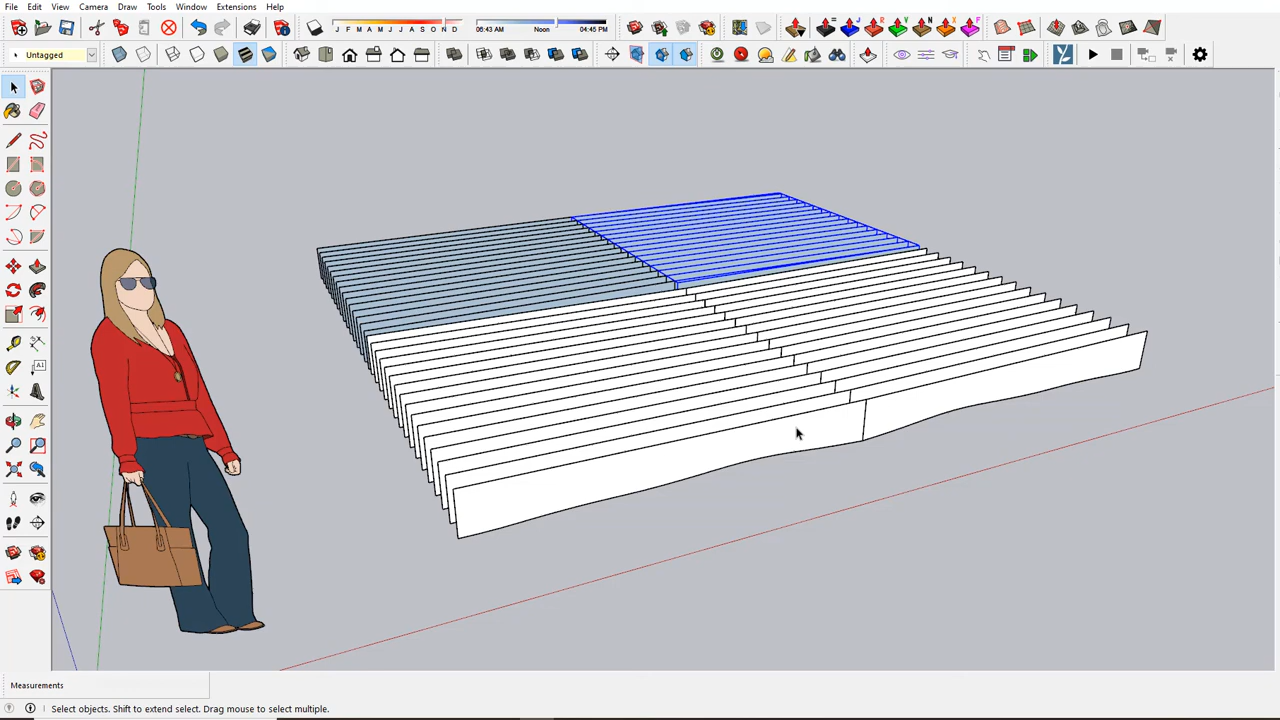 File Edit View Camera Draw Tools Window Extensions Help
J F M A M J J A S O N D
06:43 AM Noon 04:45 PM
Untagged
Measurements
Select objects. Shift to extend select. Drag mouse to select multiple.